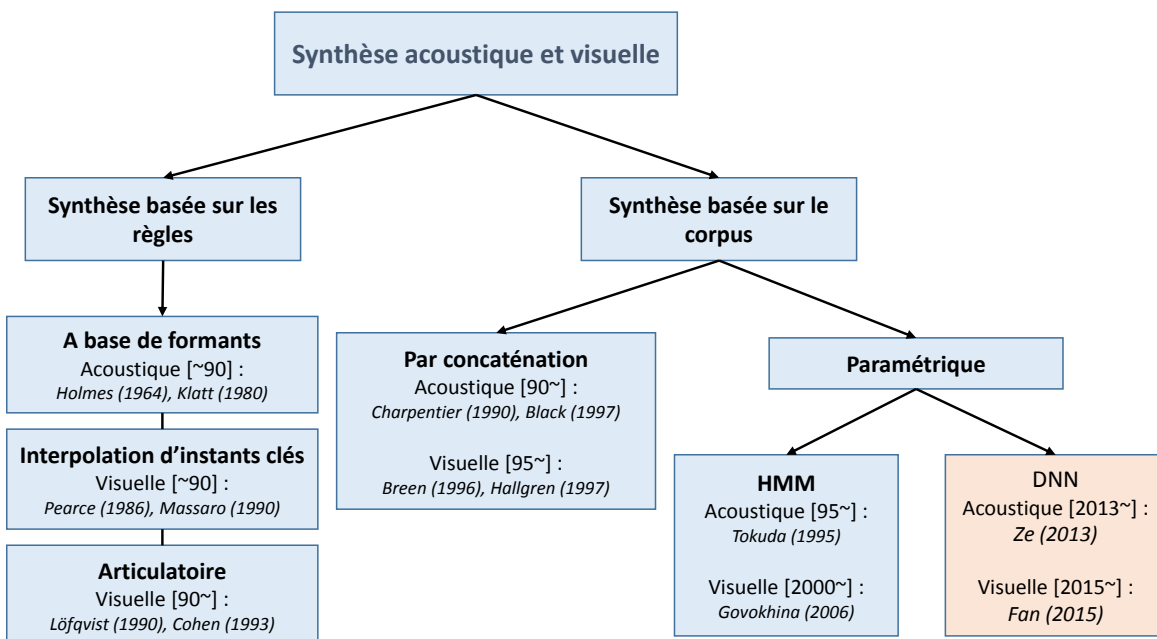 Synthèse acoustique et visuelle
Synthèse basée sur les
règles
Synthèse basée sur le
corpus
A base de formants
Acoustique [~90] :
Holmes (1964), Klatt (1980)
Interpolation d'instants clés
Visuelle [~90] :
Pearce (1986), Massaro (1990)
Articulatoire
Visuelle [90~] :
Löfqvist (1990), Cohen (1993)
Par concaténation
Acoustique [90~] :
Charpentier (1990), Black (1997)
Visuelle [95~] :
Breen (1996), Hallgren (1997)
Paramétrique
HMM
Acoustique [95~] :
Tokuda (1995)
Visuelle [2000~] :
Govokhina (2006)
DNN
Acoustique [2013~] :
Ze (2013)
Visuelle [2015~] :
Fan (2015)